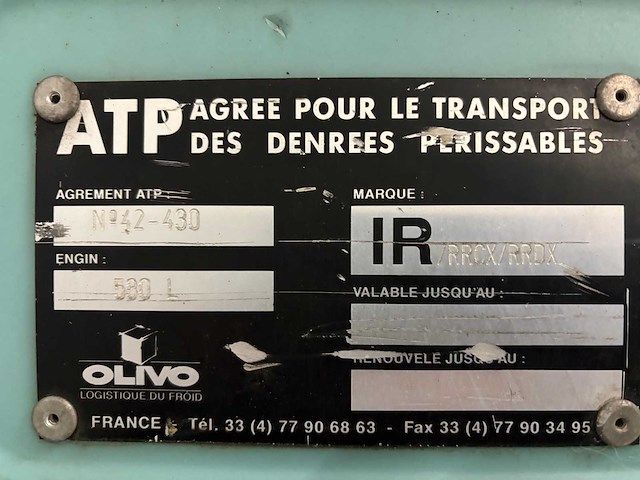 ATP AGREE POUR LE TRANSPORT
DES DENREES PERISSABLES
AGREMENT ATP :
Nº42-430
ENGIN :
530 L
MARQUE :
IR/RRCX/RRDX
VALABLE JUSQU'AU :
RENOUVELE JUSQU'AU :
OLIVO
LOGISTIQUE DU FROID
FRANCE - Tél. 33 (4) 77 90 68 63 - Fax 33 (4) 77 90 34 95